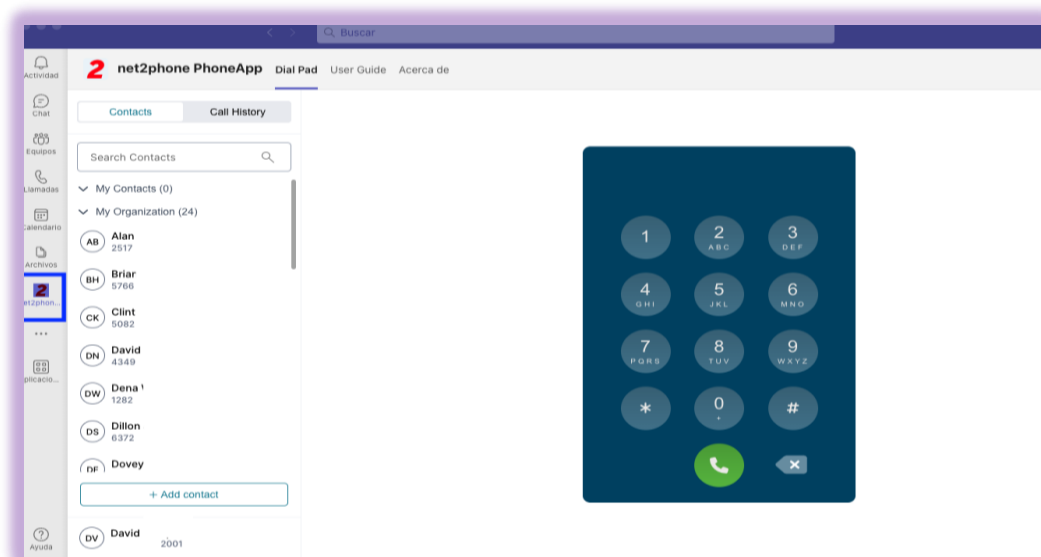 Buscar
Actividad
Chat
Equipos
Llamadas
Calendario
Archivos
et2phon...
...
plicacio...
Ayuda
2 net2phone PhoneApp Dial Pad User Guide Acerca de
Contacts Call History
Search Contacts
My Contacts (0)
My Organization (24)
AB Alan
2517
BH Briar
5766
CK Clint
5082
DN David
4349
DW Dena
1282
DS Dillon
6372
Dovey
+ Add contact
DV David
2001
1
2 ABC
3 DEF
4 GHI
5 JKL
6 MNO
7 PQRS
8 TUV
9 WXYZ
*
0 +
#